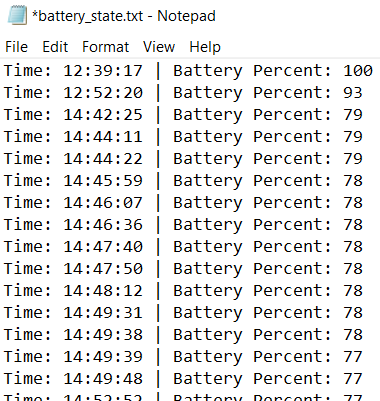 *battery_state.txt - Notepad
File Edit Format View Help
Time: 12:39:17 | Battery Percent: 100
Time: 12:52:20 | Battery Percent: 93
Time: 14:42:25 | Battery Percent: 79
Time: 14:44:11 | Battery Percent: 79
Time: 14:44:22 | Battery Percent: 79
Time: 14:45:59 | Battery Percent: 78
Time: 14:46:07 | Battery Percent: 78
Time: 14:46:36 | Battery Percent: 78
Time: 14:47:40 | Battery Percent: 78
Time: 14:47:50 | Battery Percent: 78
Time: 14:48:12 | Battery Percent: 78
Time: 14:49:31 | Battery Percent: 78
Time: 14:49:38 | Battery Percent: 78
Time: 14:49:39 | Battery Percent: 77
Time: 14:49:48 | Battery Percent: 77
Time: 14:52:52 | Battery Percent: 77